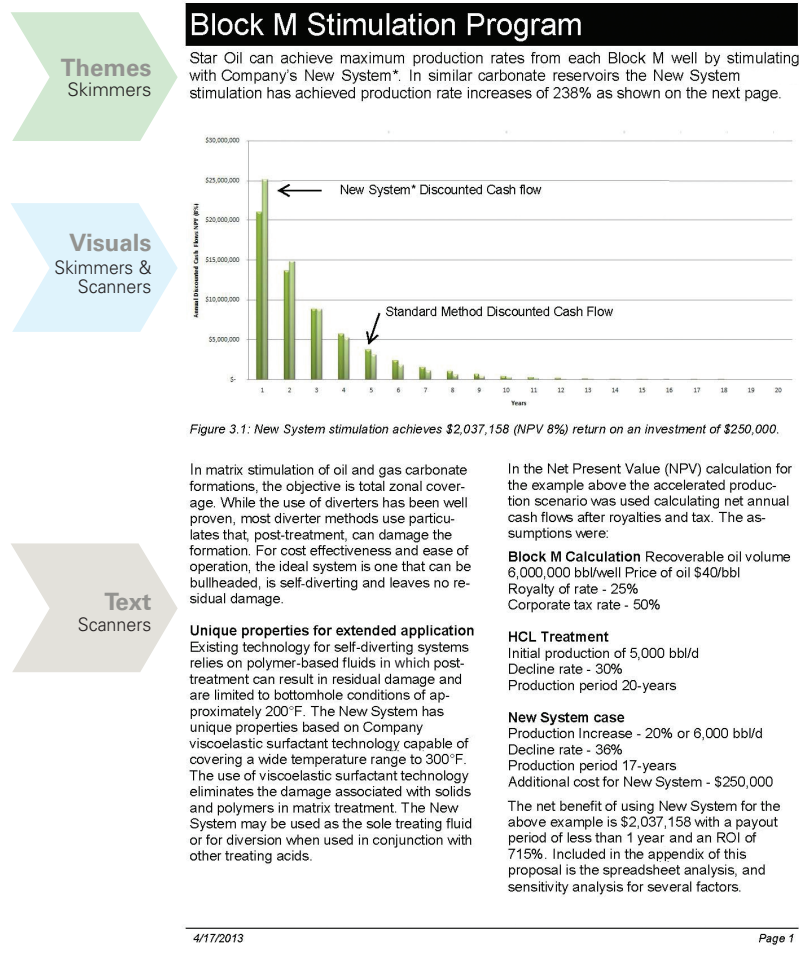 Block M Stimulation Program
Themes
Skimmers
Star Oil can achieve maximum production rates from each Block M well by stimulating
with Company's New System*. In similar carbonate reservoirs the New System
stimulation has achieved production rate increases of 238% as shown on the next page.
Visuals
Skimmers &
Scanners
Annual Discounted Cash Flows NPV (8%)
$30,000,000
$25,000,000
$20,000,000
$15,000,000
$10,000,000
$5,000,000
$-
New System* Discounted Cash flow
Standard Method Discounted Cash Flow
1 2 3 4 5 6 7 8 9 10 11 12 13 14 15 16 17 18 19 20
Years
Figure 3.1: New System stimulation achieves $2,037,158 (NPV 8%) return on an investment of $250,000.
Text
Scanners
In matrix stimulation of oil and gas carbonate
formations, the objective is total zonal cover-
age. While the use of diverters has been well
proven, most diverter methods use particu-
lates that, post-treatment, can damage the
formation. For cost effectiveness and ease of
operation, the ideal system is one that can be
bullheaded, is self-diverting and leaves no re-
sidual damage.
Unique properties for extended application
Existing technology for self-diverting systems
relies on polymer-based fluids in which post-
treatment can result in residual damage and
are limited to bottomhole conditions of ap-
proximately 200°F. The New System has
unique properties based on Company
viscoelastic surfactant technology capable of
covering a wide temperature range to 300°F.
The use of viscoelastic surfactant technology
eliminates the damage associated with solids
and polymers in matrix treatment. The New
System may be used as the sole treating fluid
or for diversion when used in conjunction with
other treating acids.
In the Net Present Value (NPV) calculation for
the example above the accelerated produc-
tion scenario was used calculating net annual
cash flows after royalties and tax. The as-
sumptions were:
Block M Calculation Recoverable oil volume
6,000,000 bbl/well Price of oil $40/bbl
Royalty of rate - 25%
Corporate tax rate - 50%
HCL Treatment
Initial production of 5,000 bbl/d
Decline rate - 30%
Production period 20-years
New System case
Production Increase - 20% or 6,000 bbl/d
Decline rate - 36%
Production period 17-years
Additional cost for New System - $250,000
The net benefit of using New System for the
above example is $2,037,158 with a payout
period of less than 1 year and an ROI of
715%. Included in the appendix of this
proposal is the spreadsheet analysis, and
sensitivity analysis for several factors.
4/17/2013
Page 1